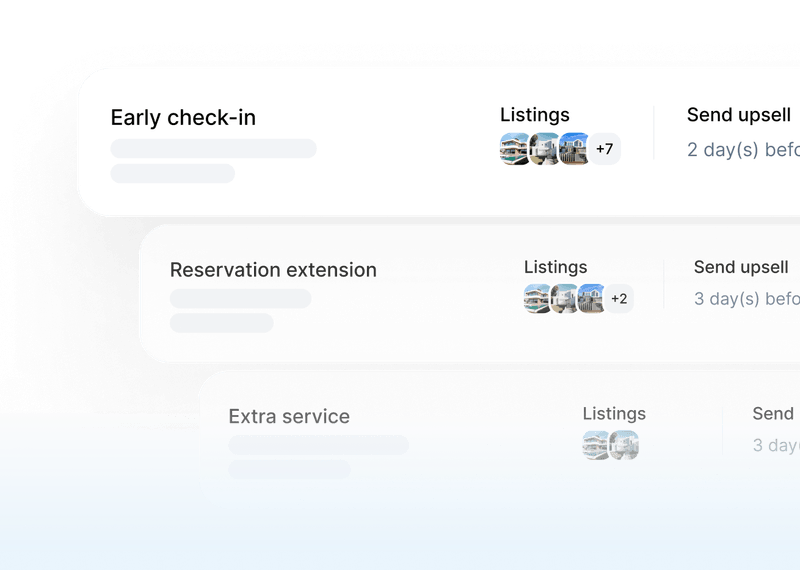 Early check-in
Listings
+7
Send upsell
2 day(s) befo
Reservation extension
Listings
+2
Send upsell
3 day(s) befo
Extra service
Listings
Send
3 day(